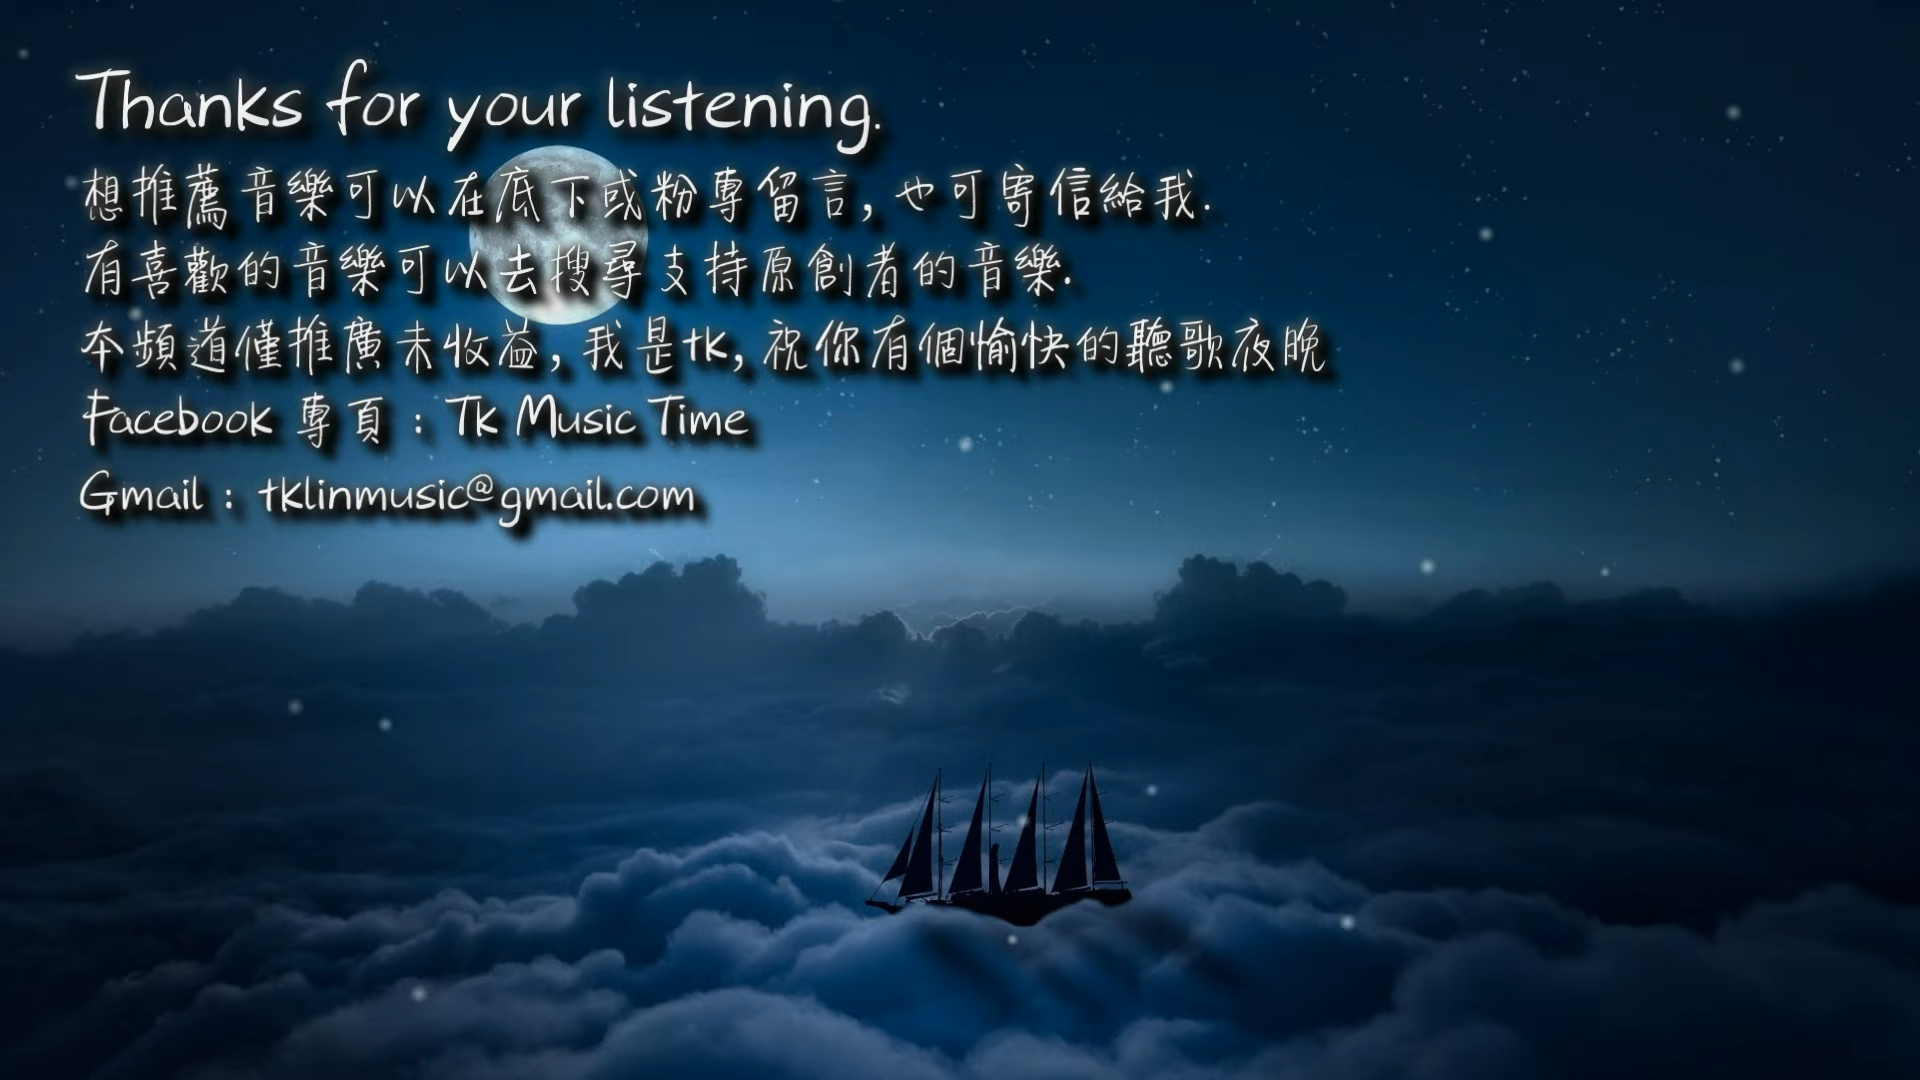 Thanks for your listening.
想推薦音樂可以在底下或粉專留言, 也可寄信給我.
有喜歡的音樂可以去搜尋支持原創者的音樂.
本頻道僅推廣未收益, 我是tk, 祝你有個愉快的聽歌夜晚
Facebook 專頁 : Tk Music Time
Gmail : tklinmusic@gmail.com